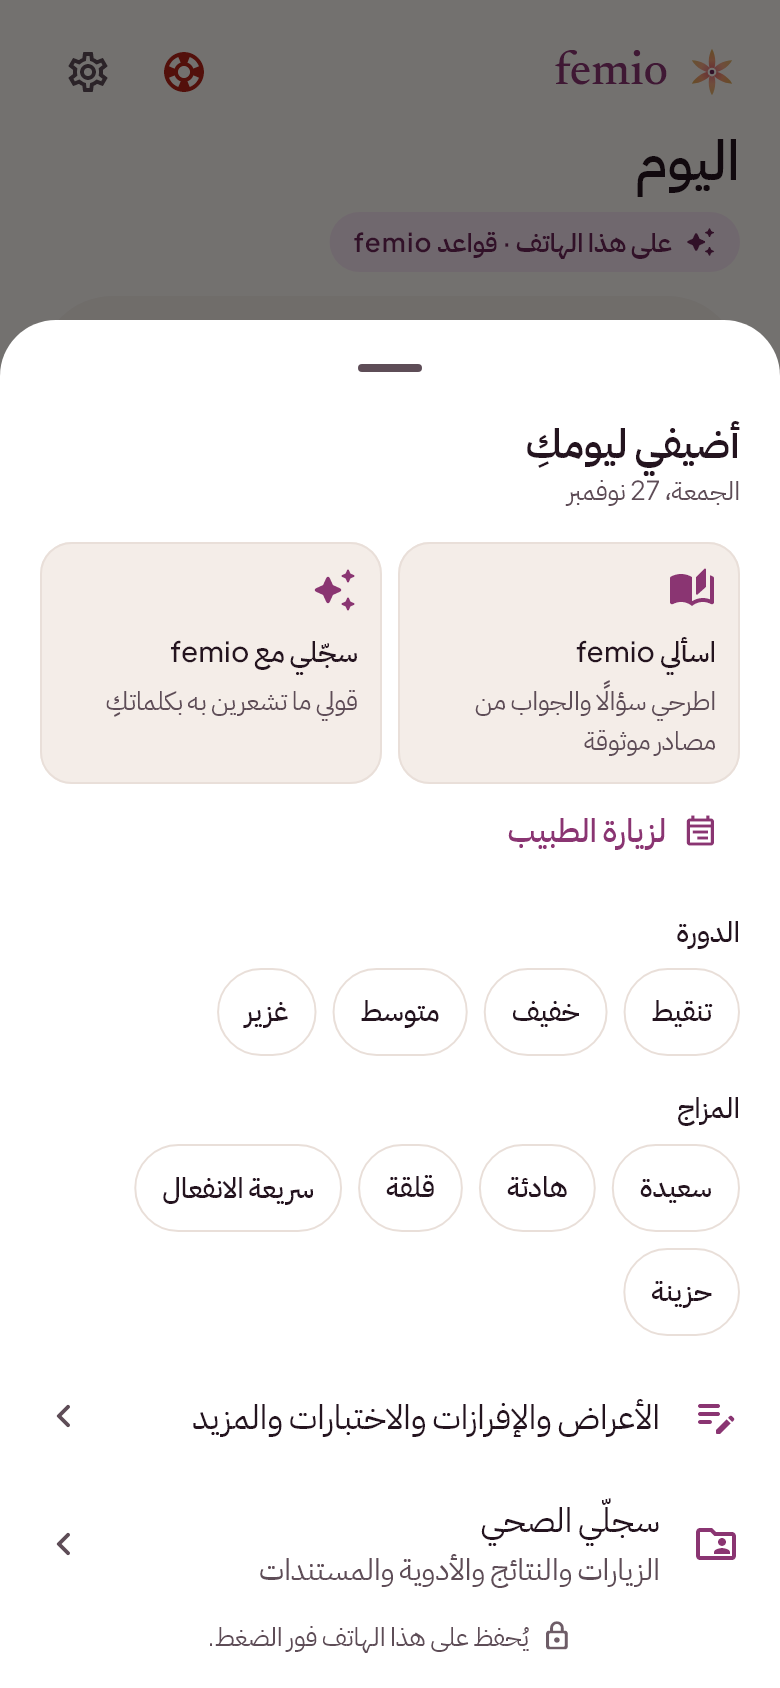 femio
اليوم
على هذا الهاتف · قواعد femio
أضيفي ليومكِ
الجمعة، 27 نوفمبر
اسألي femio
اطرحي سؤالًا والجواب من
مصادر موثوقة
سجّلي مع femio
قولي ما تشعرين به بكلماتكِ
لزيارة الطبيب
الدورة
تنقيط
خفيف
متوسط
غزير
المزاج
سعيدة
هادئة
قلقة
سريعة الانفعال
حزينة
الأعراض والإفرازات والاختبارات والمزيد
سجلّي الصحي
الزيارات والنتائج والأدوية والمستندات
يُحفظ على هذا الهاتف فور الضغط.